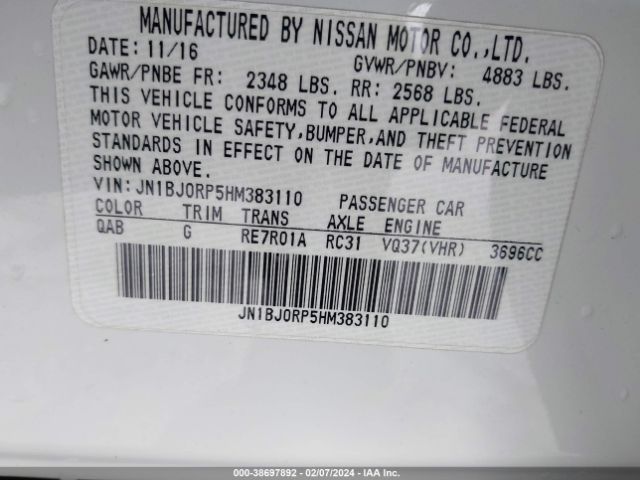 MANUFACTURED BY NISSAN MOTOR CO.,LTD.
DATE: 11/16 GVWR/PNBV: 4883 LBS.
GAWR/PNBE FR: 2348 LBS. RR: 2568 LBS.
THIS VEHICLE CONFORMS TO ALL APPLICABLE FEDERAL
MOTOR VEHICLE SAFETY,BUMPER,AND THEFT PREVENTION
STANDARDS IN EFFECT ON THE DATE OF MANUFACTURE
SHOWN ABOVE.
VIN: JN1BJ0RP5HM383110 PASSENGER CAR
COLOR TRIM TRANS AXLE ENGINE
QAB G RE7R01A RC31 VQ37(VHR) 3696CC
JN1BJ0RP5HM383110
000-38697892 - 02/07/2024 - IAAI.COM